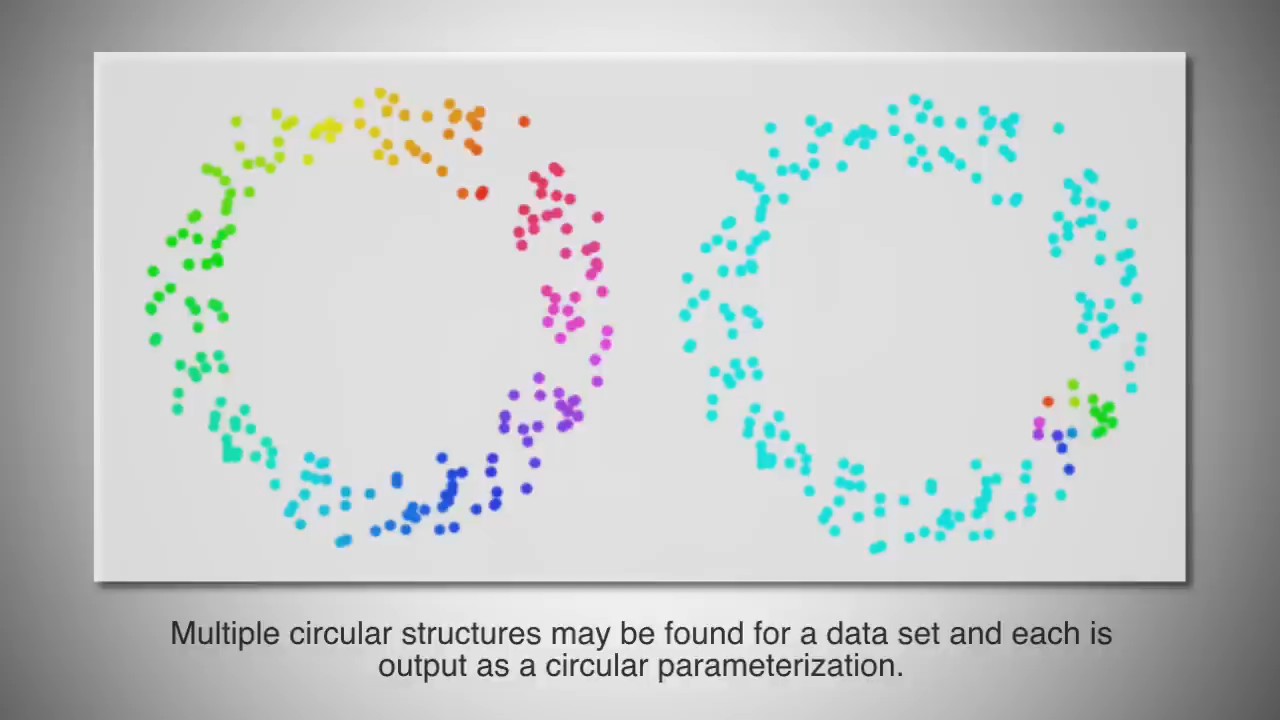 Multiple circular structures may be found for a data set and each is
output as a circular parameterization.